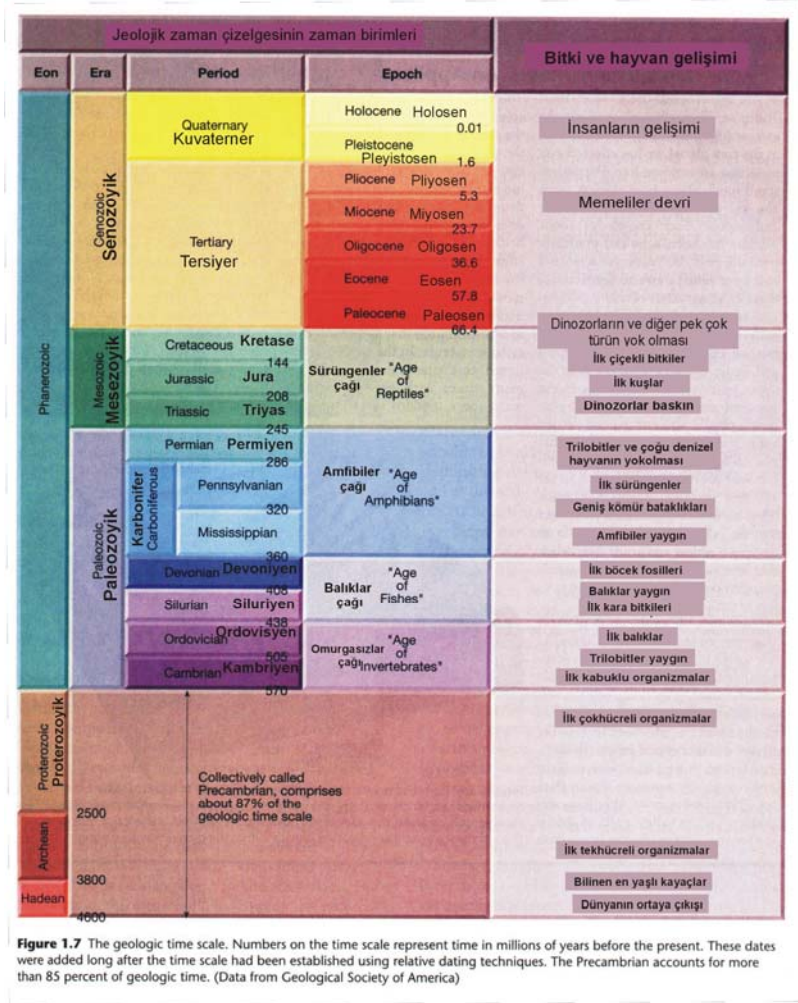 Jeolojik zaman çizelgesinin zaman birimleri
Bitki ve hayvan gelişimi
Eon
Era
Period
Epoch
Phanerozoic
Cenozoic
Senozoyik
Quaternary
Kuvaterner
Holocene Holosen
0.01
Pleistocene
Pleyistosen 1.6
İnsanların gelişimi
Tertiary
Tersiyer
Pliocene Pliyosen
5.3
Miocene Miyosen
23.7
Oligocene Oligosen
36.6
Eocene Eosen
57.8
Paleocene Paleosen
66.4
Memeliler devri
Dinozorların ve diğer pek çok
türün yok olması
Mesozoic
Mesezoyik
Cretaceous Kretase
144
Jurassic Jura
208
Triassic Triyas
245
Sürüngenler "Age
çağı of
Reptiles"
İlk çiçekli bitkiler
İlk kuşlar
Dinozorlar baskın
Paleozoic
Paleozoyik
Permian Permiyen
286
Karbonifer
Carboniferous
Pennsylvanian
320
Mississippian
360
Amfibiler "Age
çağı of
Amphibians"
Trilobitler ve çoğu denizel
hayvanın yokolması
İlk sürüngenler
Geniş kömür bataklıkları
Amfibiler yaygın
Devonian Devoniyen
408
Silurian Siluriyen
438
"Age
Balıklar of
çağı Fishes"
İlk böcek fosilleri
Balıklar yaygın
İlk kara bitkileri
Ordovician Ordovisyen
505
Cambrian Kambriyen
570
Omurgasızlar "Age
çağı of
Invertebrates"
İlk balıklar
Trilobitler yaygın
İlk kabuklu organizmalar
Proterozoic
Proterozoyik
2500
Archean
3800
Hadean
4600
Collectively called
Precambrian, comprises
about 87% of the
geologic time scale
İlk çokhücreli organizmalar
İlk tekhücreli organizmalar
Bilinen en yaşlı kayaçlar
Dünyanın ortaya çıkışı
Figure 1.7 The geologic time scale. Numbers on the time scale represent time in millions of years before the present. These dates
were added long after the time scale had been established using relative dating techniques. The Precambrian accounts for more
than 85 percent of geologic time. (Data from Geological Society of America)